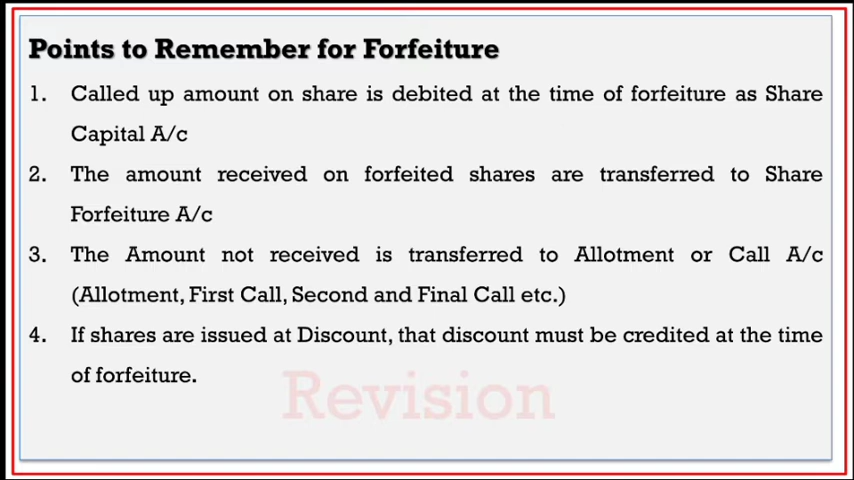 Points to Remember for Forfeiture
1. Called up amount on share is debited at the time of forfeiture as Share
Capital A/c
2. The amount received on forfeited shares are transferred to Share
Forfeiture A/c
3. The Amount not received is transferred to Allotment or Call A/c
(Allotment, First Call, Second and Final Call etc.)
4. If shares are issued at Discount, that discount must be credited at the time
of forfeiture.
Revision